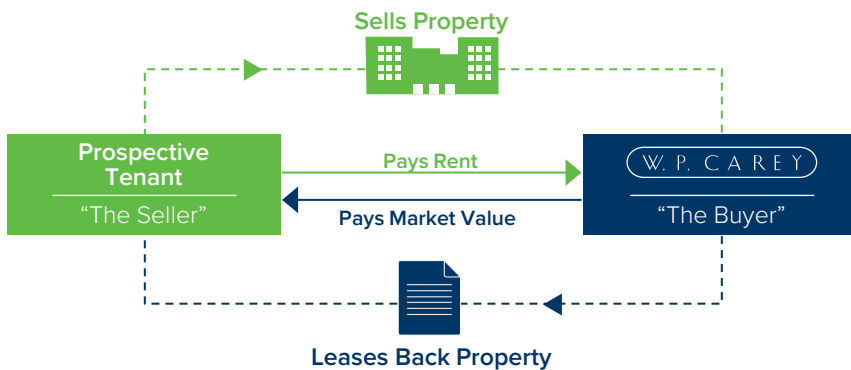 Sells Property
Prospective
Tenant
“The Seller”
Pays Rent
Pays Market Value
W. P. CAREY
“The Buyer”
Leases Back Property